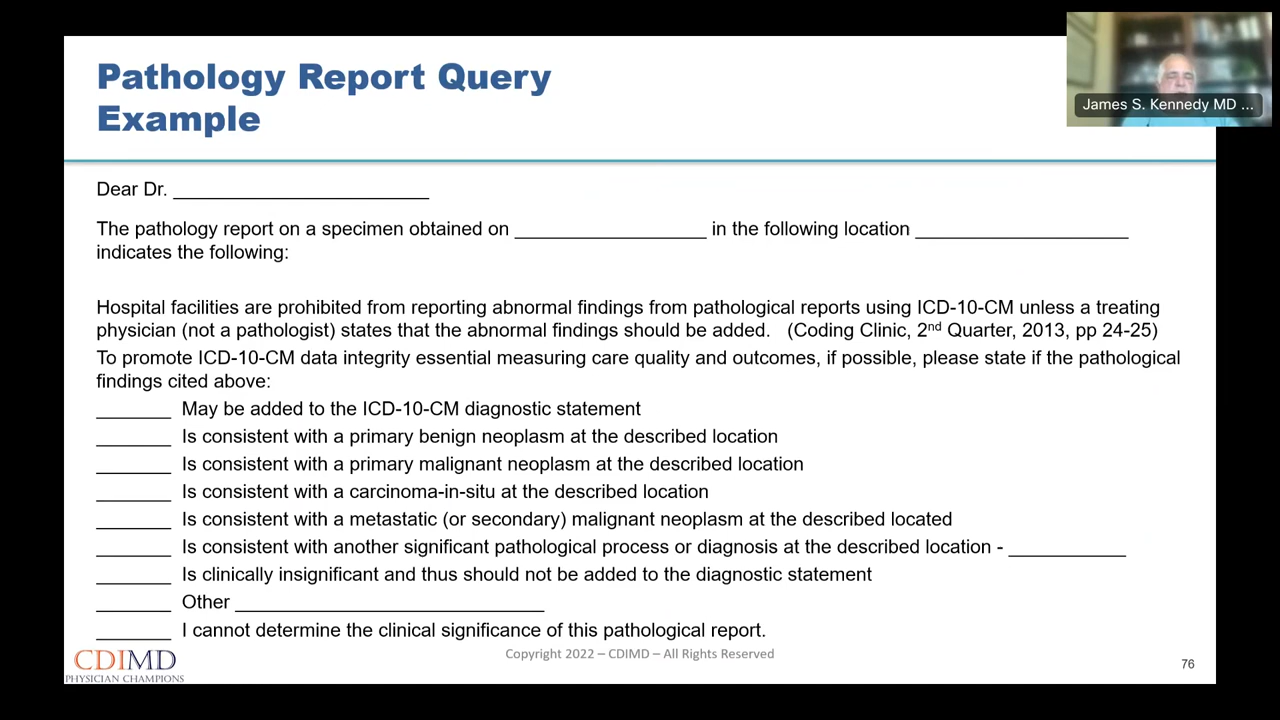 Pathology Report Query
Example
James S. Kennedy MD ...
Dear Dr. ________________________
The pathology report on a specimen obtained on __________________ in the following location ____________________
indicates the following:
Hospital facilities are prohibited from reporting abnormal findings from pathological reports using ICD-10-CM unless a treating
physician (not a pathologist) states that the abnormal findings should be added. (Coding Clinic, 2nd Quarter, 2013, pp 24-25)
To promote ICD-10-CM data integrity essential measuring care quality and outcomes, if possible, please state if the pathological
findings cited above:
_______ May be added to the ICD-10-CM diagnostic statement
_______ Is consistent with a primary benign neoplasm at the described location
_______ Is consistent with a primary malignant neoplasm at the described location
_______ Is consistent with a carcinoma-in-situ at the described location
_______ Is consistent with a metastatic (or secondary) malignant neoplasm at the described located
_______ Is consistent with another significant pathological process or diagnosis at the described location - ___________
_______ Is clinically insignificant and thus should not be added to the diagnostic statement
_______ Other _____________________________
_______ I cannot determine the clinical significance of this pathological report.
CDIMD
PHYSICIAN CHAMPIONS
Copyright 2022 – CDIMD – All Rights Reserved
76